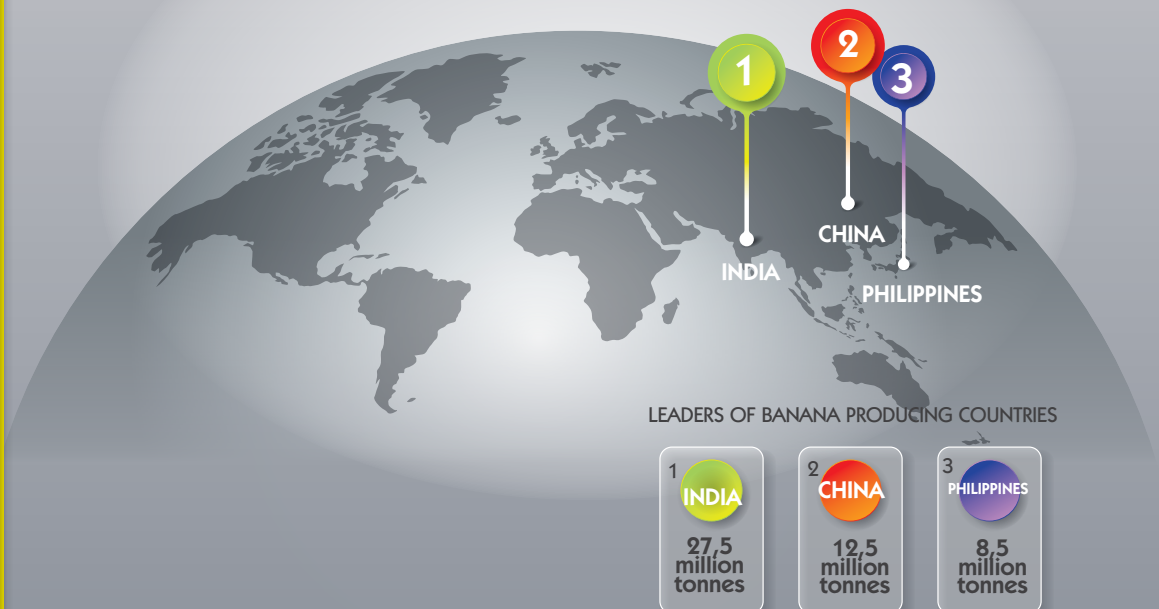 1
2
3
CHINA
INDIA
PHILIPPINES
LEADERS OF BANANA PRODUCING COUNTRIES
1
INDIA
27,5
million
tonnes
2
CHINA
12,5
million
tonnes
3
PHILIPPINES
8,5
million
tonnes